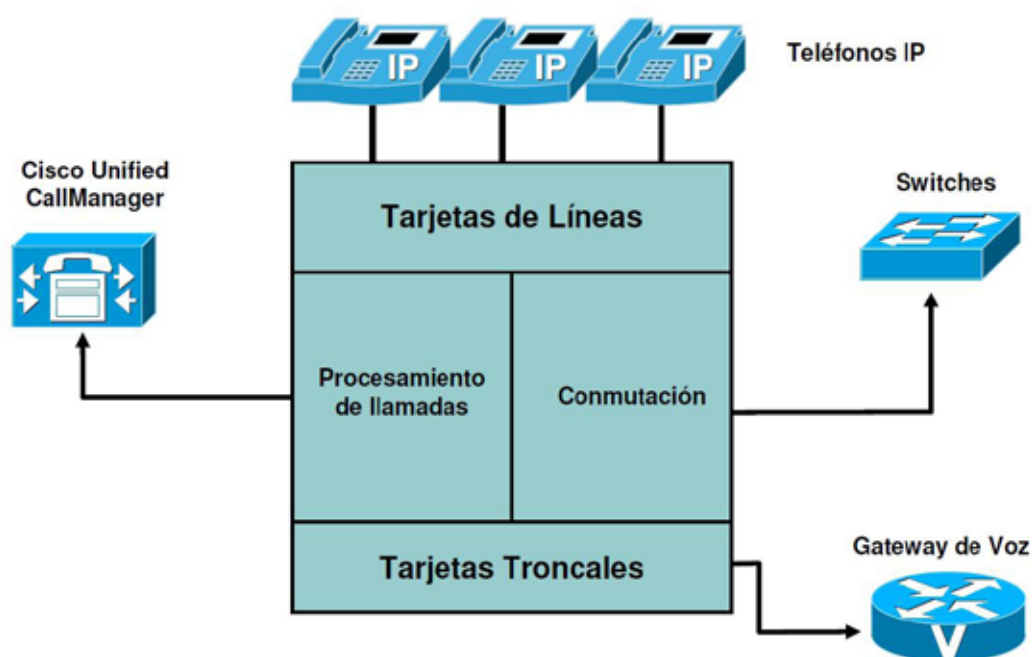 IP IP IP
Teléfonos IP
Cisco Unified
CallManager
Switches
Tarjetas de Líneas
Procesamiento
de llamadas
Conmutación
Gateway de Voz
Tarjetas Troncales
V